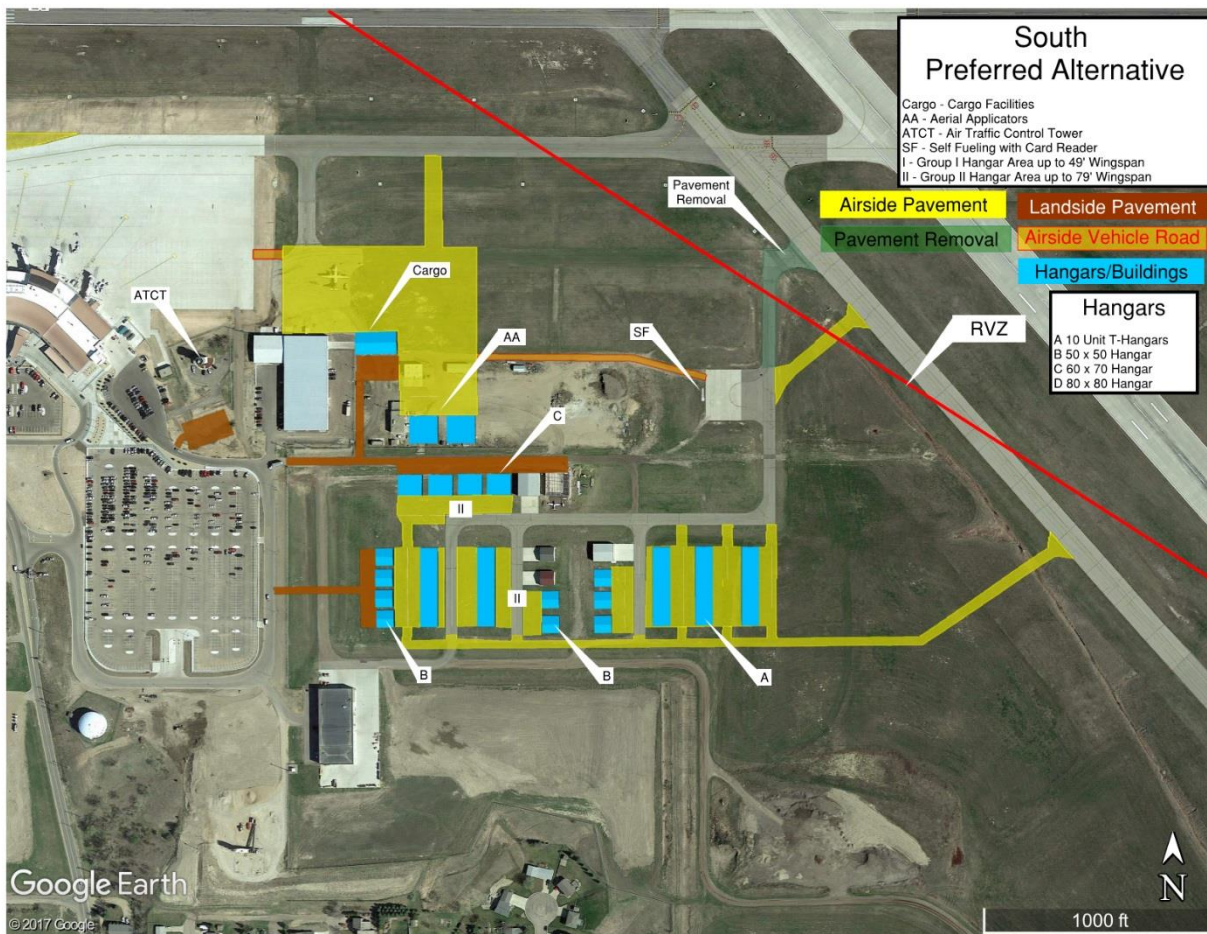 South
Preferred Alternative
Cargo - Cargo Facilities
AA - Aerial Applicators
ATCT - Air Traffic Control Tower
SF - Self Fueling with Card Reader
I - Group I Hangar Area up to 49' Wingspan
II - Group II Hangar Area up to 79' Wingspan
Airside Pavement
Landside Pavement
Pavement Removal
Airside Vehicle Road
Hangars/Buildings
Hangars
A 10 Unit T-Hangars
B 50 x 50 Hangar
C 60 x 70 Hangar
D 80 x 80 Hangar
Pavement
Removal
Cargo
ATCT
AA
SF
RVZ
C
II
II
B
B
A
N
Google Earth
© 2017 Google
1000 ft